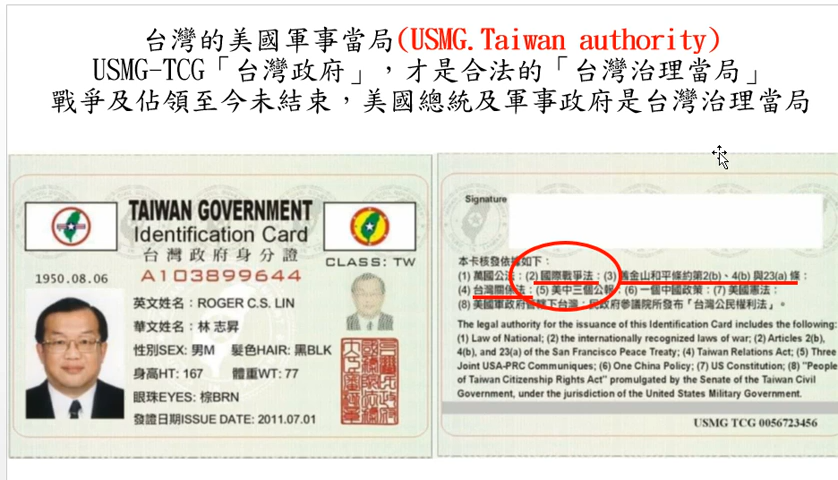 台灣的美國軍事當局(USMG.Taiwan authority)
USMG-TCG「台灣政府」，才是合法的「台灣治理當局」
戰爭及佔領至今未結束，美國總統及軍事政府是台灣治理當局
TAIWAN GOVERNMENT
Identification Card
台灣政府身分證
CLASS: TW
1950.08.06
A103899644
英文姓名：ROGER C.S. LIN
華文姓名：林 志昇
性別SEX: 男M 髮色HAIR: 黑BLK
身高HT: 167 體重WT: 77
眼珠EYES: 棕BRN
發證日期ISSUE DATE: 2011.07.01
Signature
本卡核發依據如下：
(1) 萬國公法；(2) 國際戰爭法；(3) 舊金山和平條約第2(b)、4(b) 與23(a) 條；
(4) 台灣關係法；(5) 美中三個公報；(6) 一個中國政策；(7) 美國憲法；
(8) 美國軍政府管轄下台灣民政府參議院所發布「台灣公民權利法」。
The legal authority for the issuance of this Identification Card includes the following:
(1) Law of National; (2) the internationally recognized laws of war; (2) Articles 2(b),
4(b), and 23(a) of the San Francisco Peace Treaty; (4) Taiwan Relations Act; (5) Three
Joint USA-PRC Communiques; (6) One China Policy; (7) US Constitution; (8) "People
of Taiwan Citizenship Rights Act" promulgated by the Senate of the Taiwan Civil
Government, under the jurisdiction of the United States Military Government.
USMG TCG 0056723456